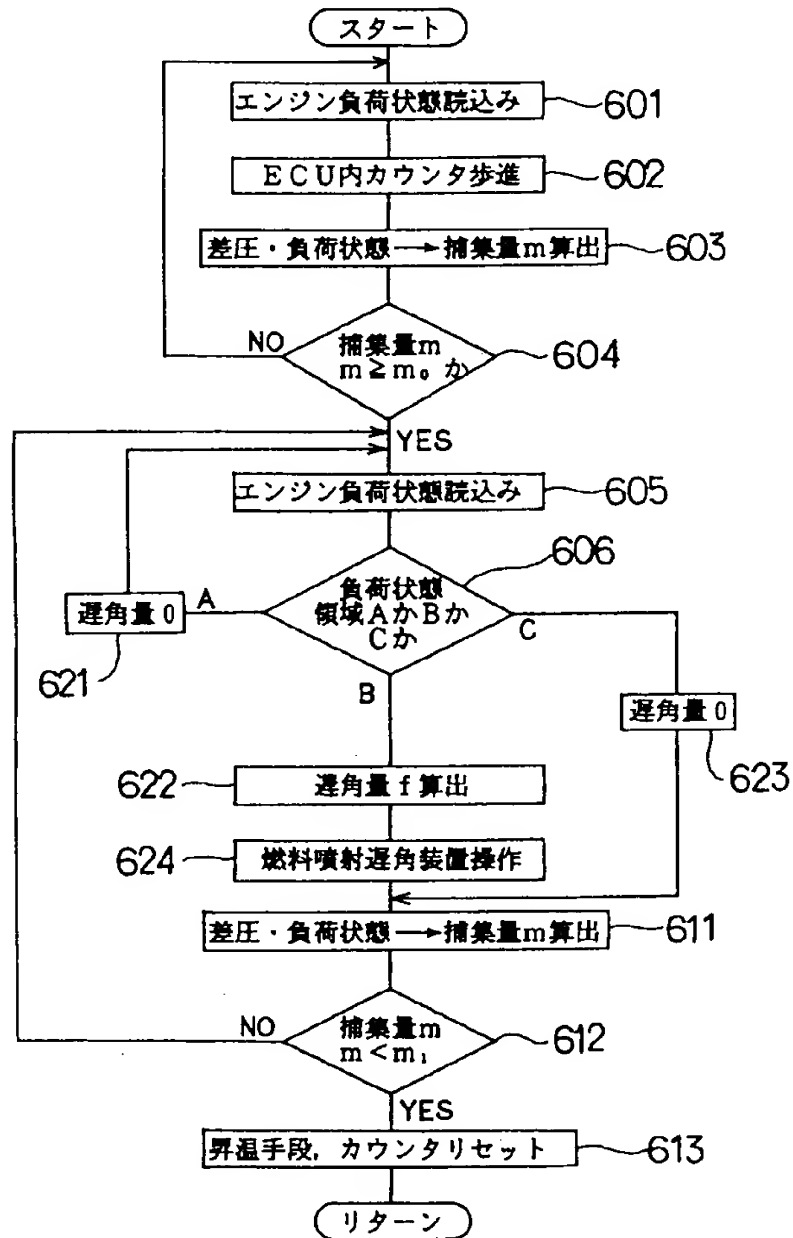 スタート
エンジン負荷状態読込み
601
ECU内カウンタ歩進
602
差圧・負荷状態→捕集量m算出
603
捕集量m
m≧m₀か
604
NO
YES
エンジン負荷状態読込み
605
606
負荷状態
領域AかBか
Cか
A
遅角量0
621
C
遅角量0
623
B
遅角量f算出
622
燃料噴射遅角装置操作
624
差圧・負荷状態→捕集量m算出
611
捕集量m
m<m₁
612
NO
YES
昇温手段,カウンタリセット
613
リターン